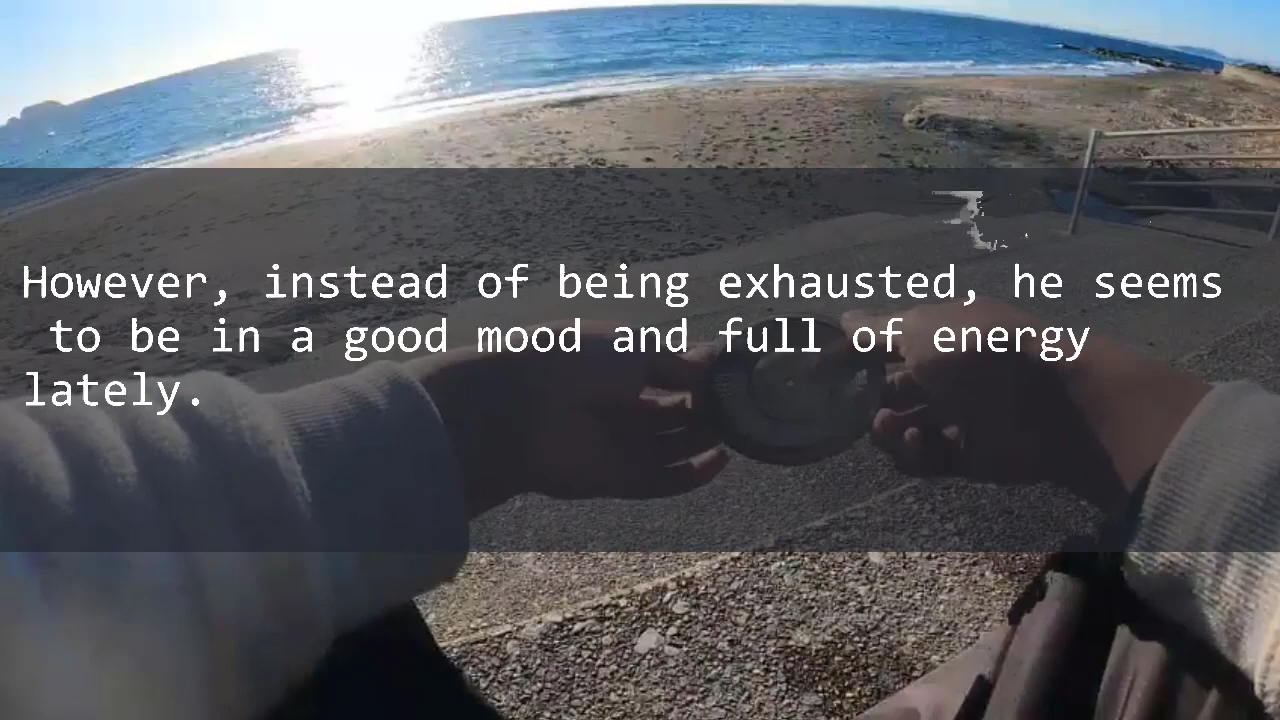 However, instead of being exhausted, he seems
to be in a good mood and full of energy
lately.